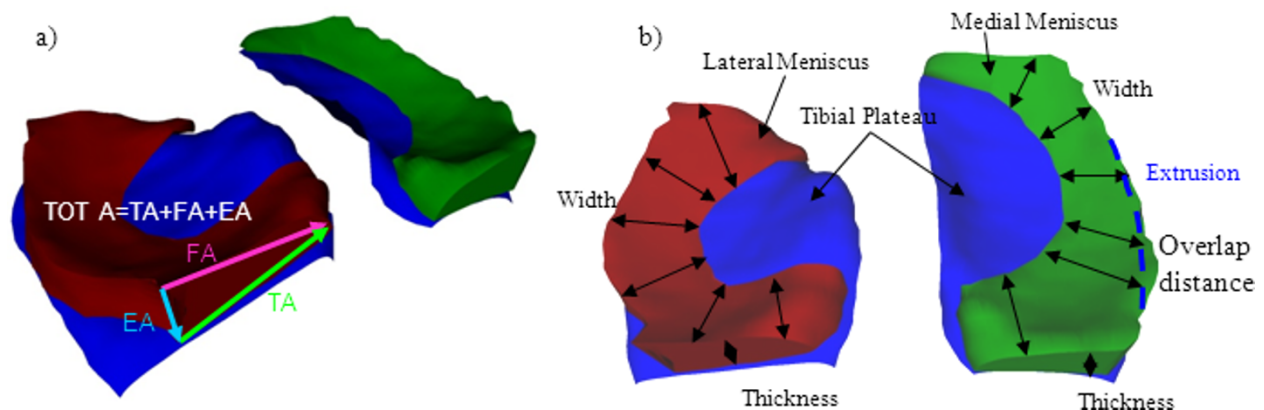 a)
TOT A=TA+FA+EA
FA
EA
TA
b)
Medial Meniscus
Lateral Meniscus
Width
Tibial Plateau
Extrusion
Width
Overlap
distance
Thickness
Thickness